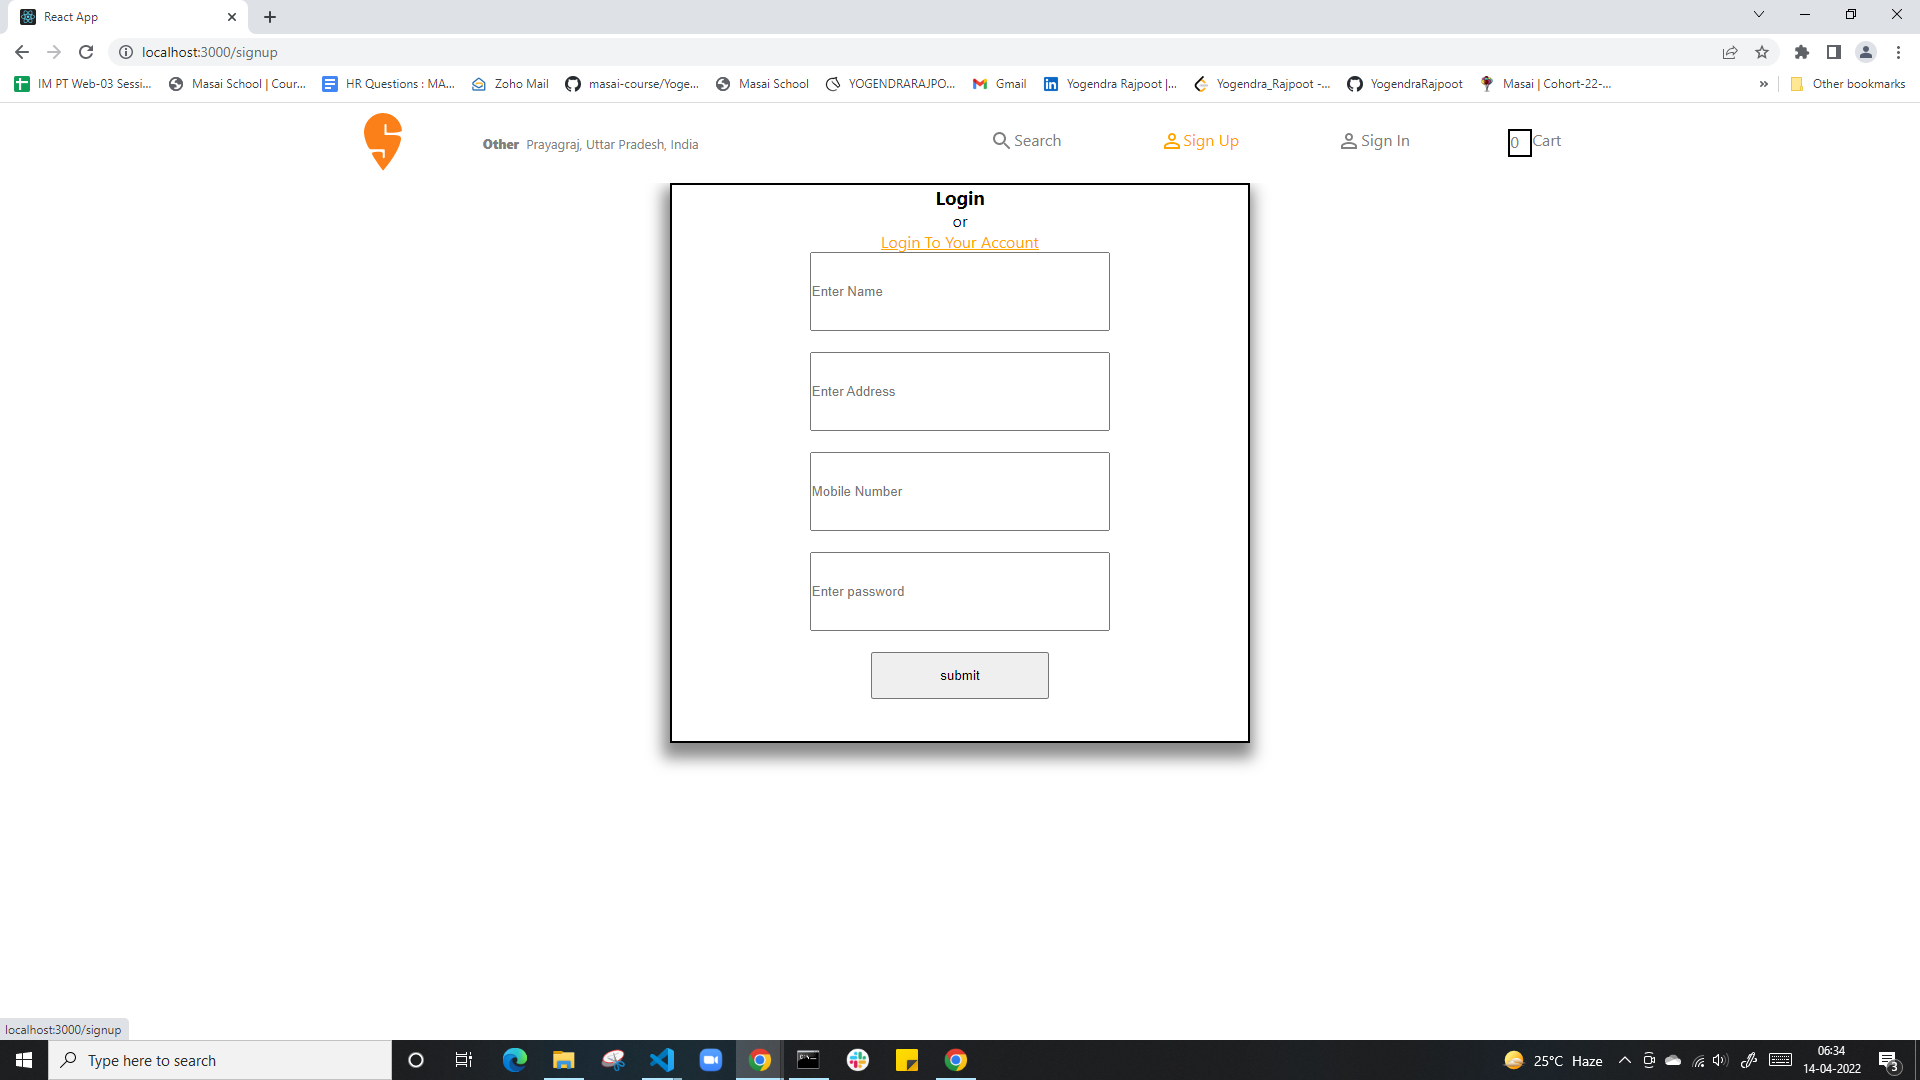 React App
localhost:3000/signup
IM PT Web-03 Sessi...
Masai School | Cour...
HR Questions : MA...
Zoho Mail
masai-course/Yoge...
Masai School
YOGENDRARAJPO...
Gmail
Yogendra Rajpoot |...
Yogendra_Rajpoot -...
YogendraRajpoot
Masai | Cohort-22-...
»
Other bookmarks
Other Prayagraj, Uttar Pradesh, India
Search
Sign Up
Sign In
0 Cart
Login
or
Login To Your Account
Enter Name
Enter Address
Mobile Number
Enter password
submit
localhost:3000/signup
Type here to search
25°C Haze
06:34
14-04-2022
3